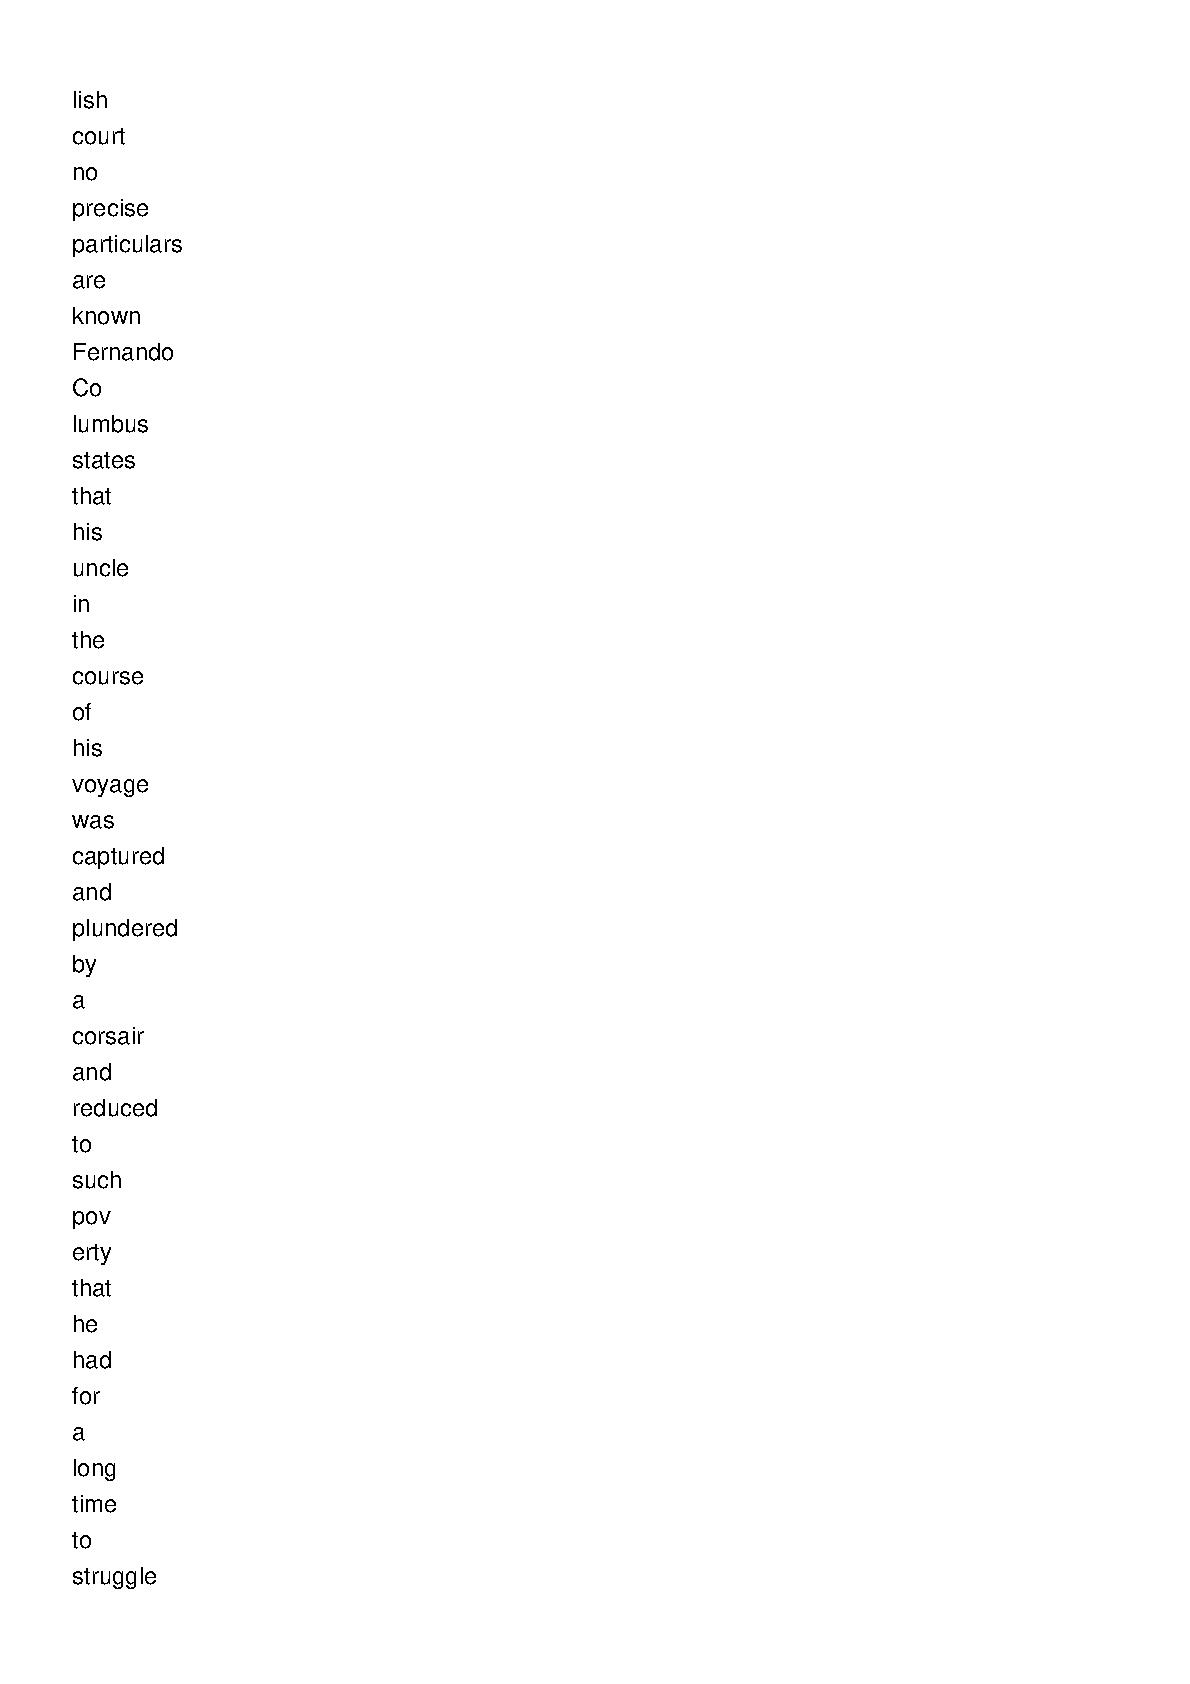 lish
court
no
precise
particulars
are
known
Fernando
Co
lumbus
states
that
his
uncle
in
the
course
of
his
voyage
was
captured
and
plundered
by
a
corsair
and
reduced
to
such
pov
erty
that
he
had
for
a
long
time
to
struggle